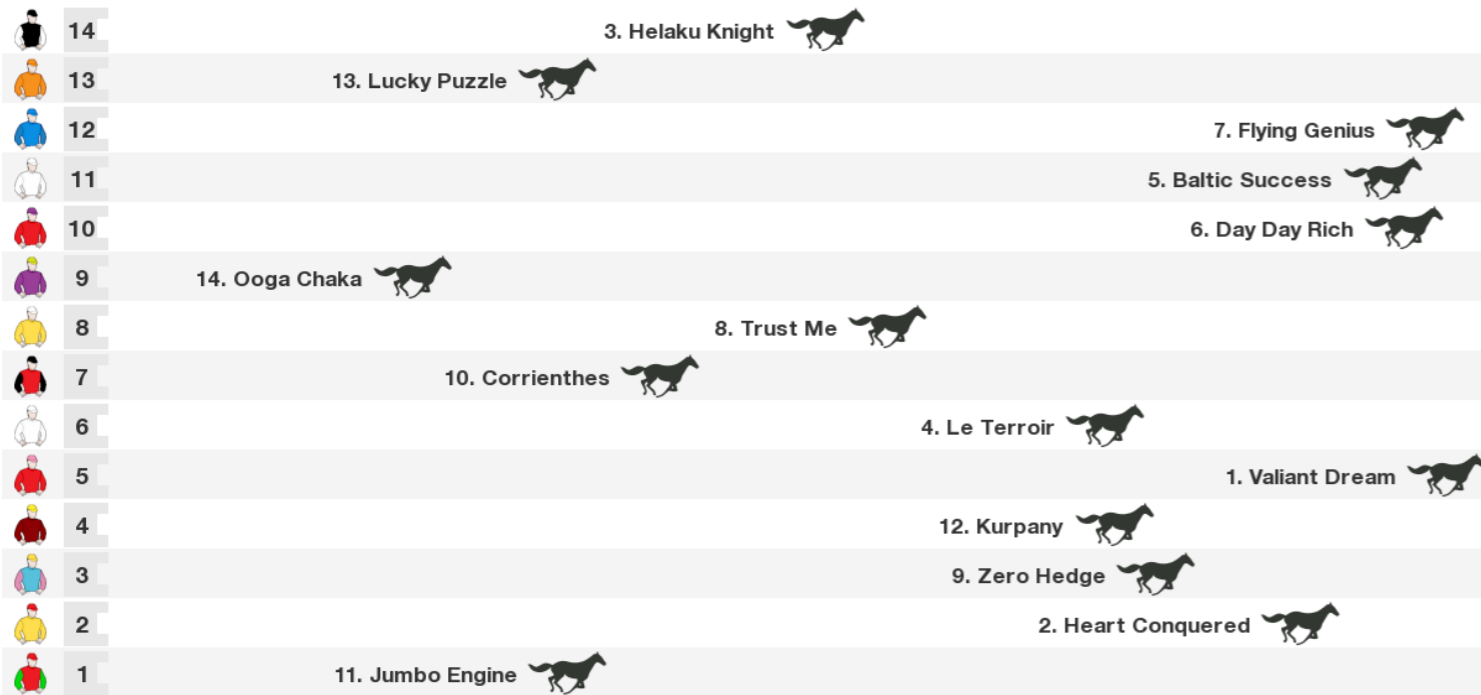 14 3. Helaku Knight
13 13. Lucky Puzzle
12 7. Flying Genius
11 5. Baltic Success
10 6. Day Day Rich
9 14. Ooga Chaka
8 8. Trust Me
7 10. Corrienthes
6 4. Le Terroir
5 1. Valiant Dream
4 12. Kurpany
3 9. Zero Hedge
2 2. Heart Conquered
1 11. Jumbo Engine